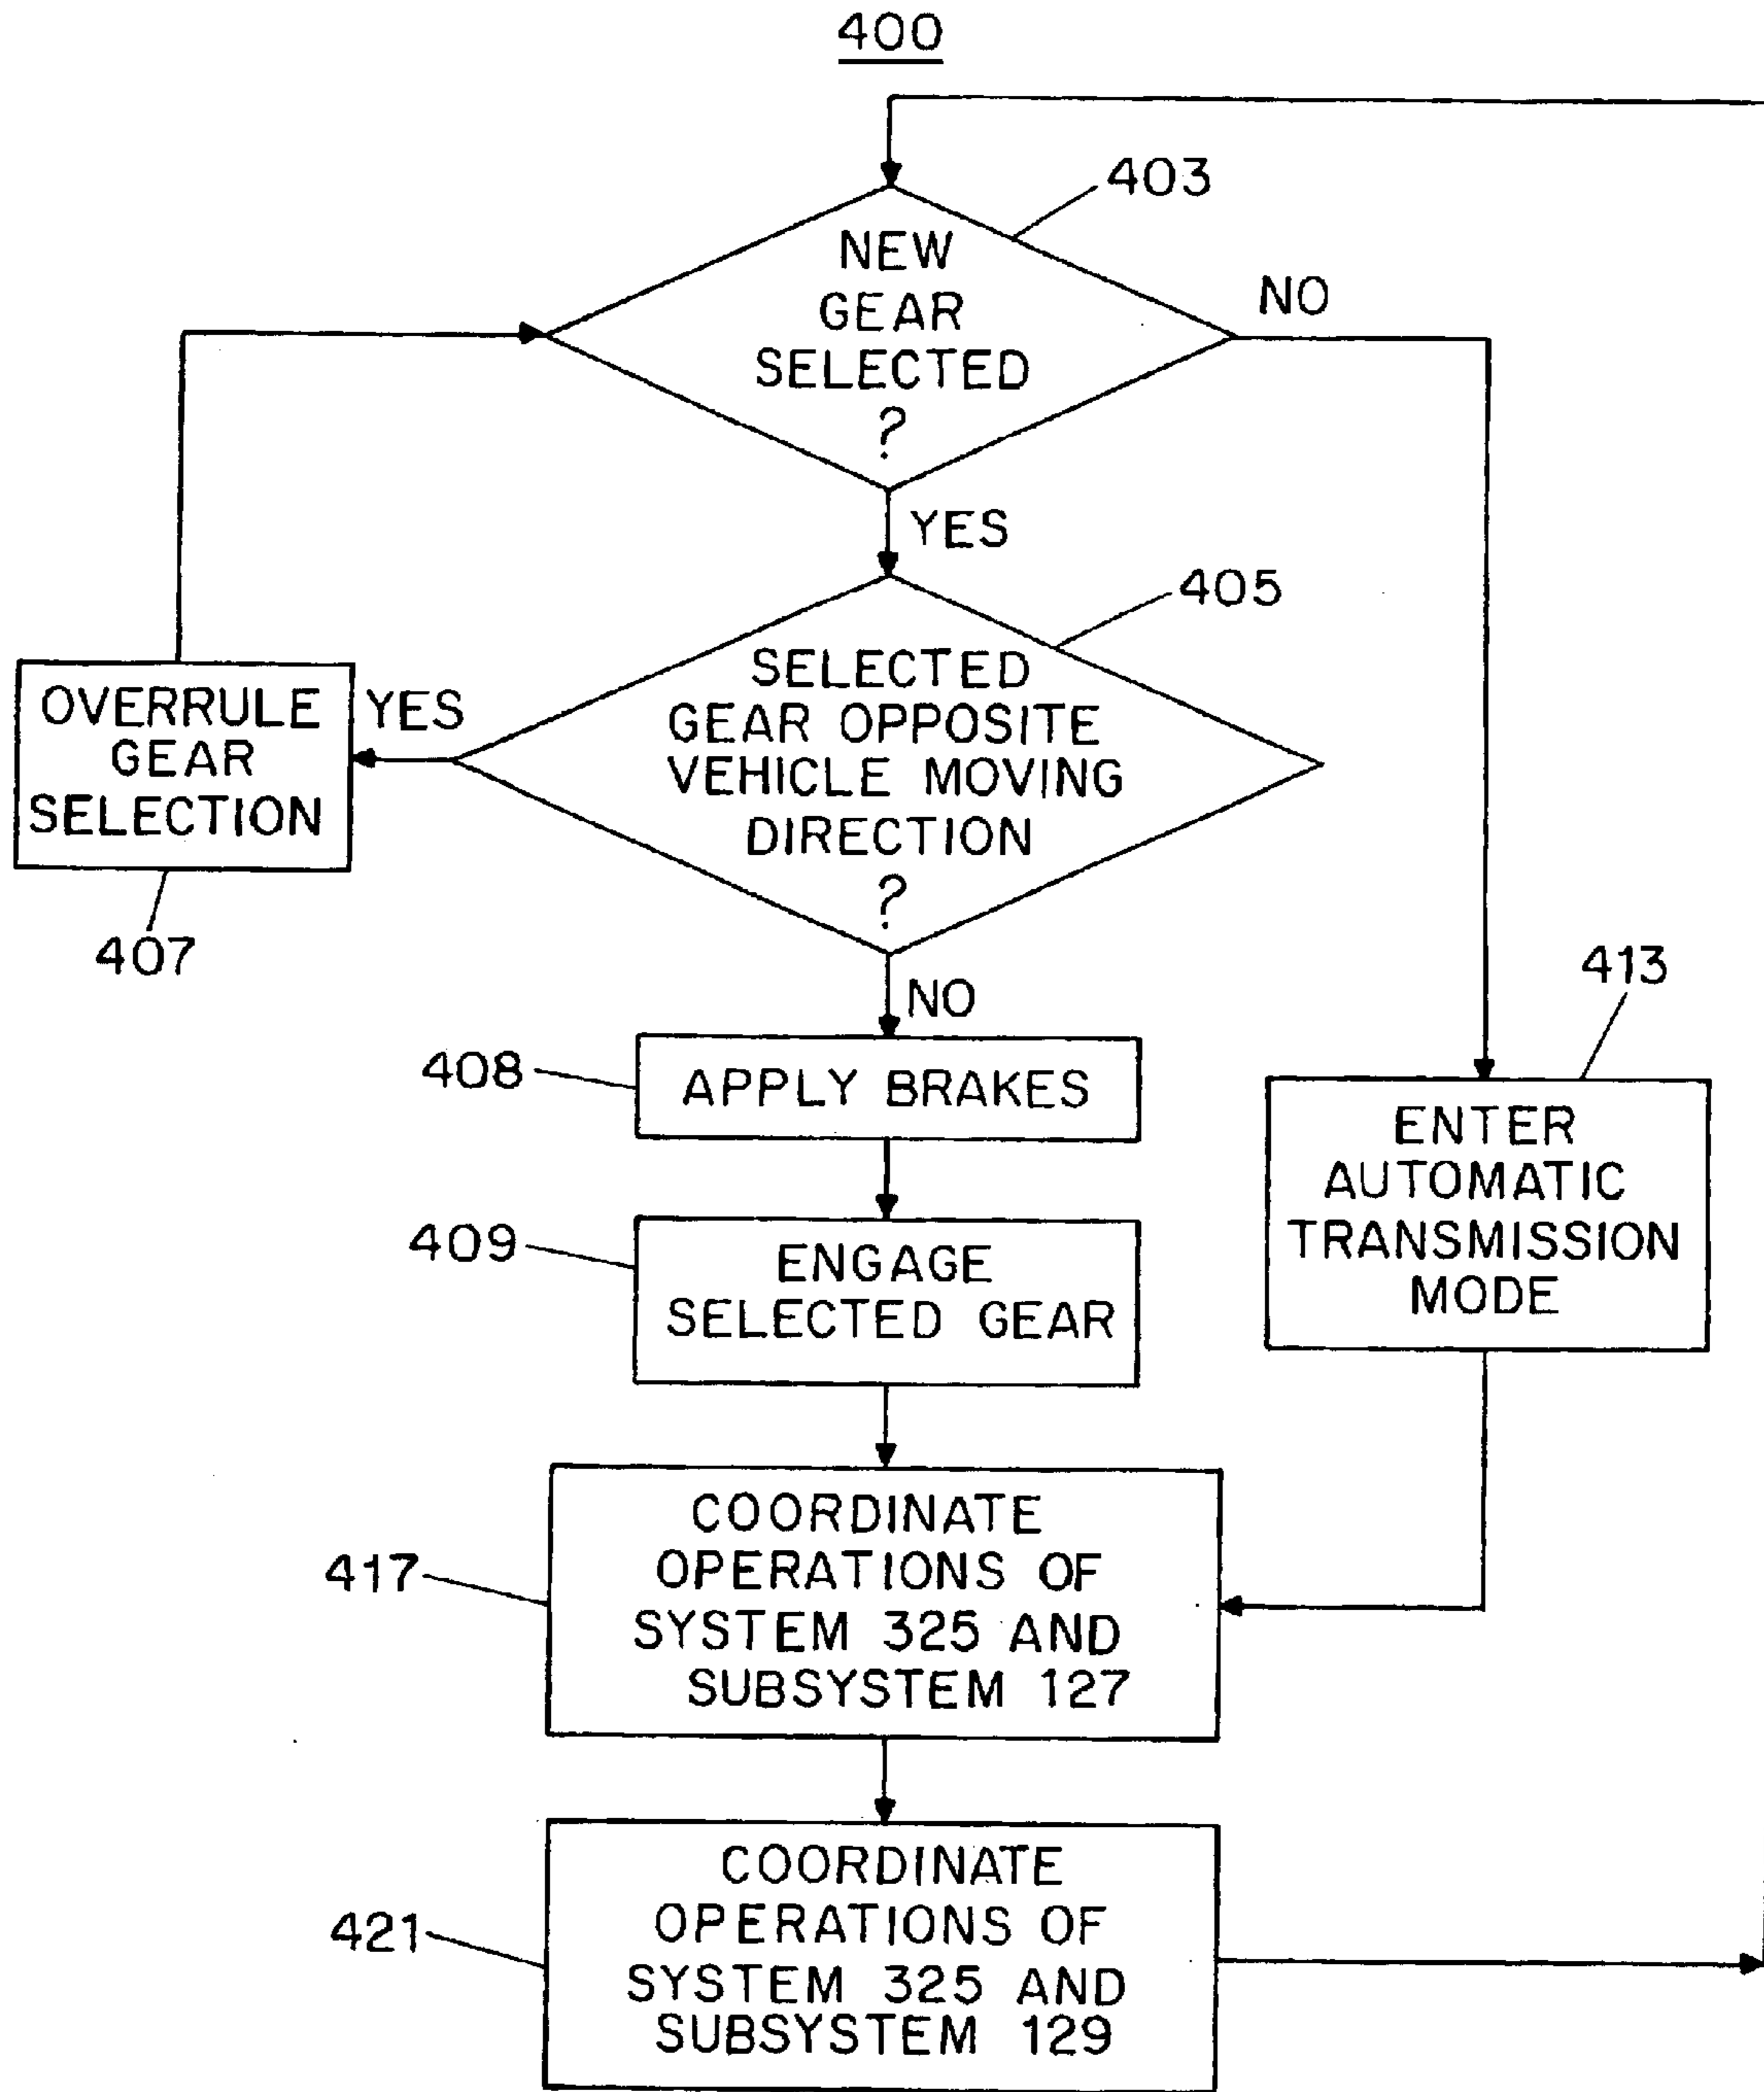 400
403
NEW
GEAR
SELECTED
?
NO
YES
405
SELECTED
GEAR OPPOSITE
VEHICLE MOVING
DIRECTION
?
YES
OVERRULE
GEAR
SELECTION
407
NO
413
408
APPLY BRAKES
ENTER
AUTOMATIC
TRANSMISSION
MODE
409
ENGAGE
SELECTED GEAR
417
COORDINATE
OPERATIONS OF
SYSTEM 325 AND
SUBSYSTEM 127
421
COORDINATE
OPERATIONS OF
SYSTEM 325 AND
SUBSYSTEM 129